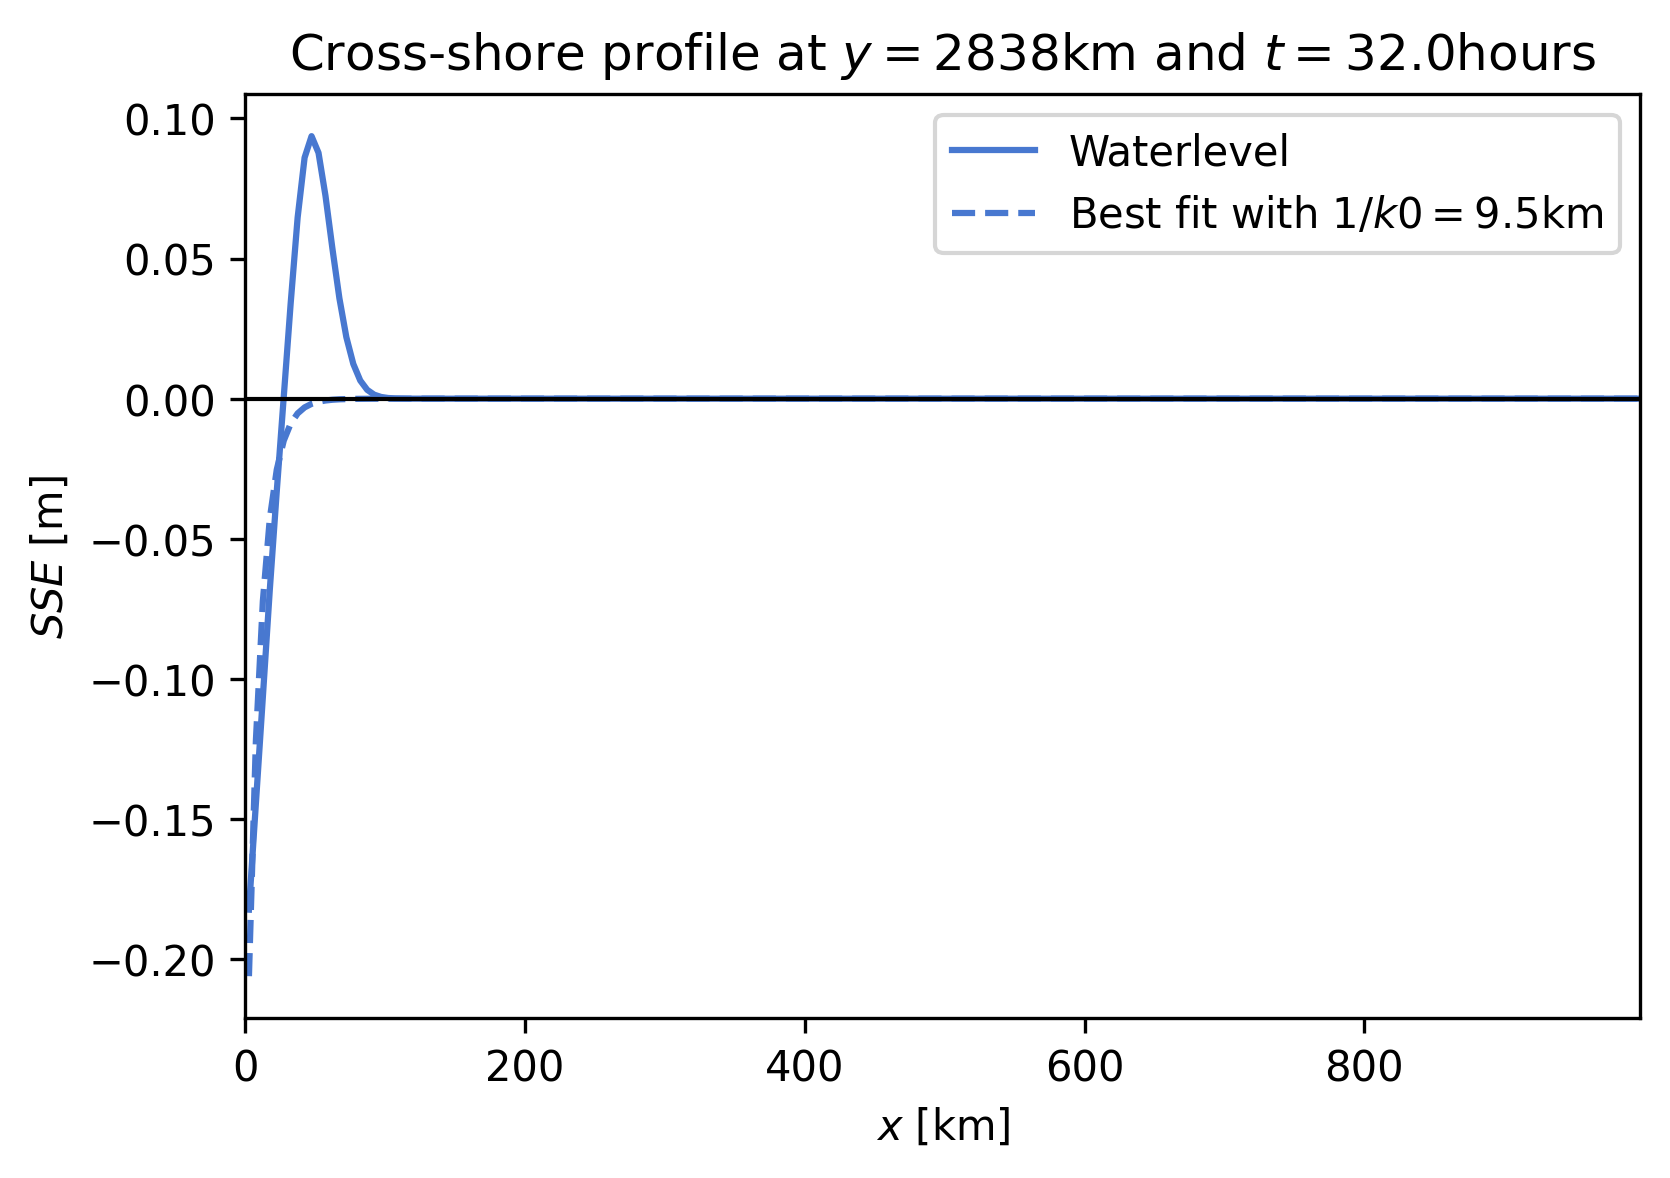 Cross-shore profile at y = 2838km and t = 32.0hours
Waterlevel
Best fit with 1/k0 = 9.5km
0.10
0.05
0.00
−0.05
−0.10
−0.15
−0.20
SSE [m]
0 200 400 600 800
x [km]